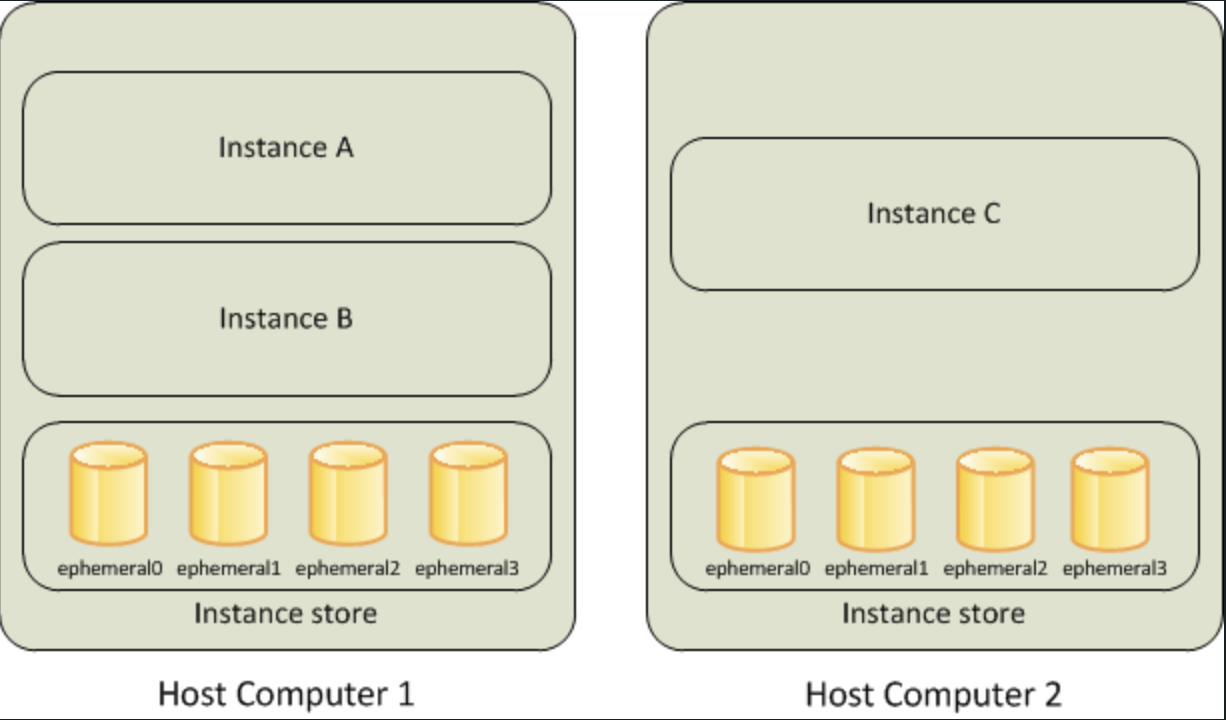 Instance A
Instance B
ephemeral0 ephemeral1 ephemeral2 ephemeral3
Instance store
Host Computer 1
Instance C
ephemeral0 ephemeral1 ephemeral2 ephemeral3
Instance store
Host Computer 2